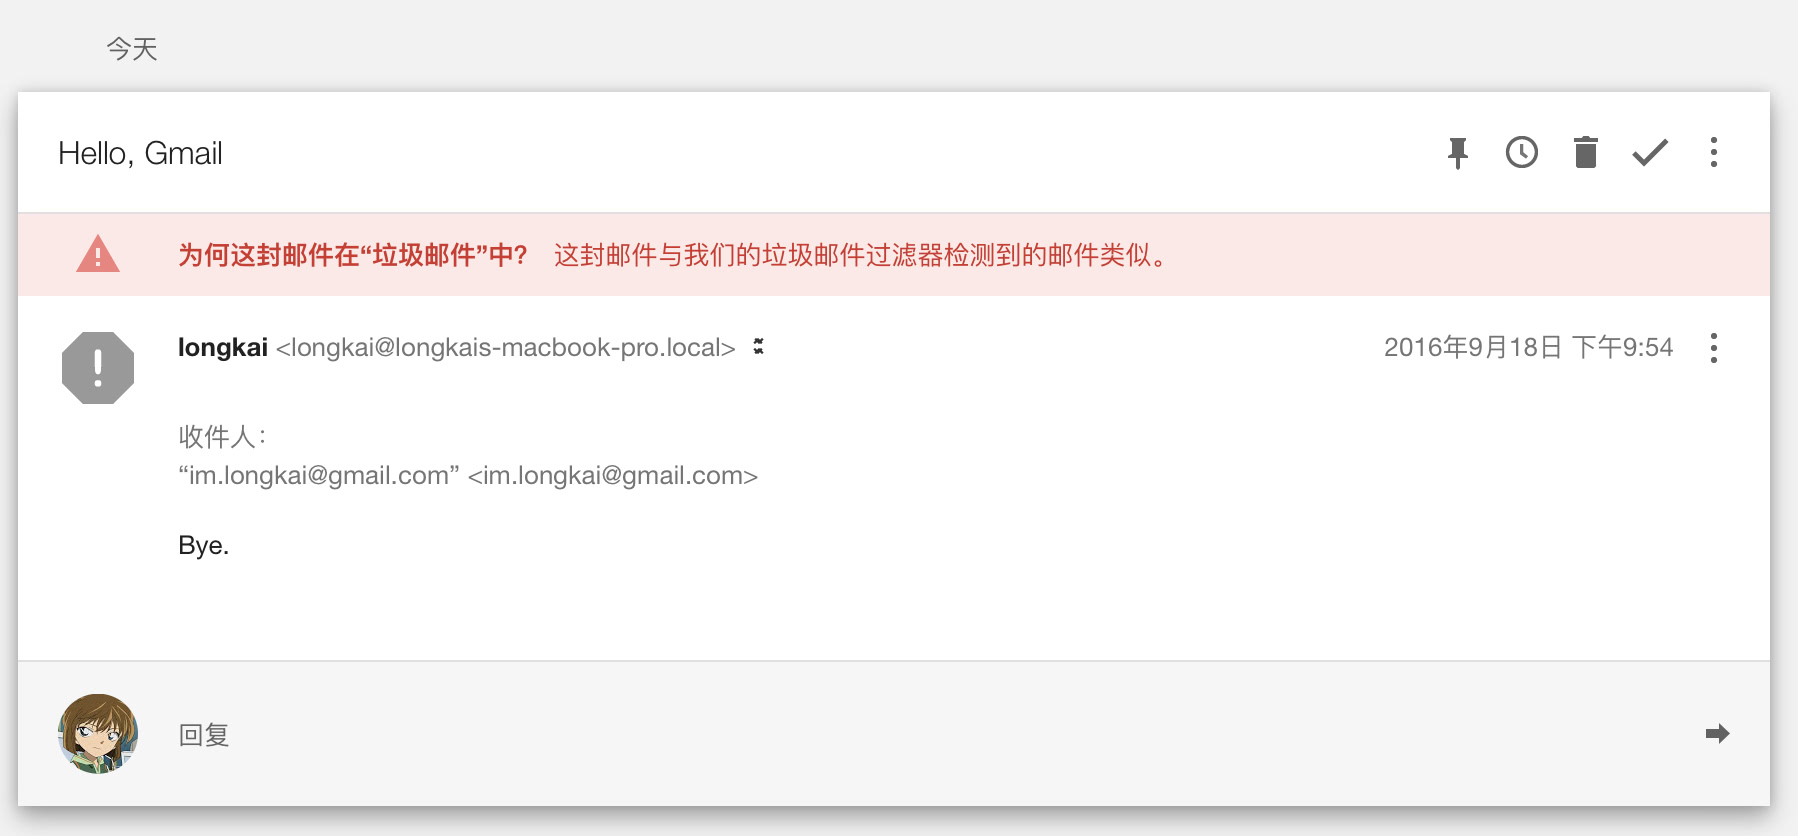 今天
Hello, Gmail
为何这封邮件在“垃圾邮件”中? 这封邮件与我们的垃圾邮件过滤器检测到的邮件类似。
longkai <longkai@longkais-macbook-pro.local> 2016年9月18日 下午9:54
收件人:
“im.longkai@gmail.com” <im.longkai@gmail.com>
Bye.
回复